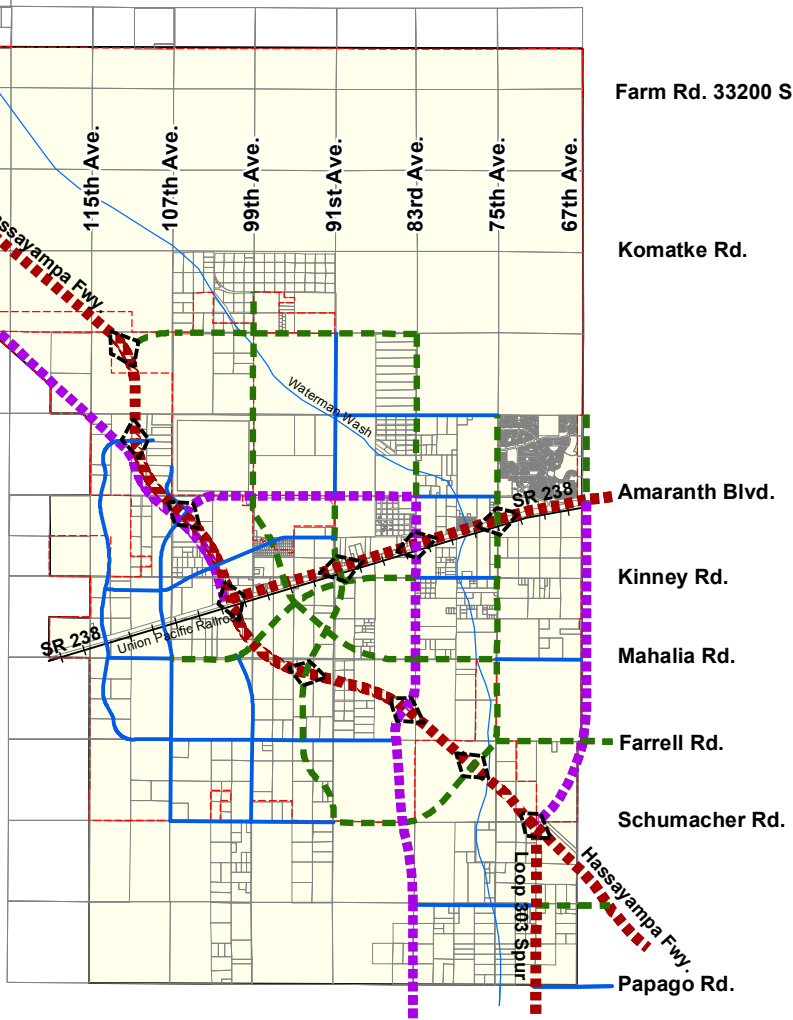 Farm Rd. 33200 S
115th Ave.
107th Ave.
99th Ave.
91st Ave.
83rd Ave.
75th Ave.
67th Ave.
Komatke Rd.
assayampa Fwy.
Waterman Wash
SR 238
Amaranth Blvd.
Kinney Rd.
SR 238
Union Pacific Railroad
Mahalia Rd.
Farrell Rd.
Schumacher Rd.
Loop 303 Spur
Hassayampa Fwy.
Papago Rd.